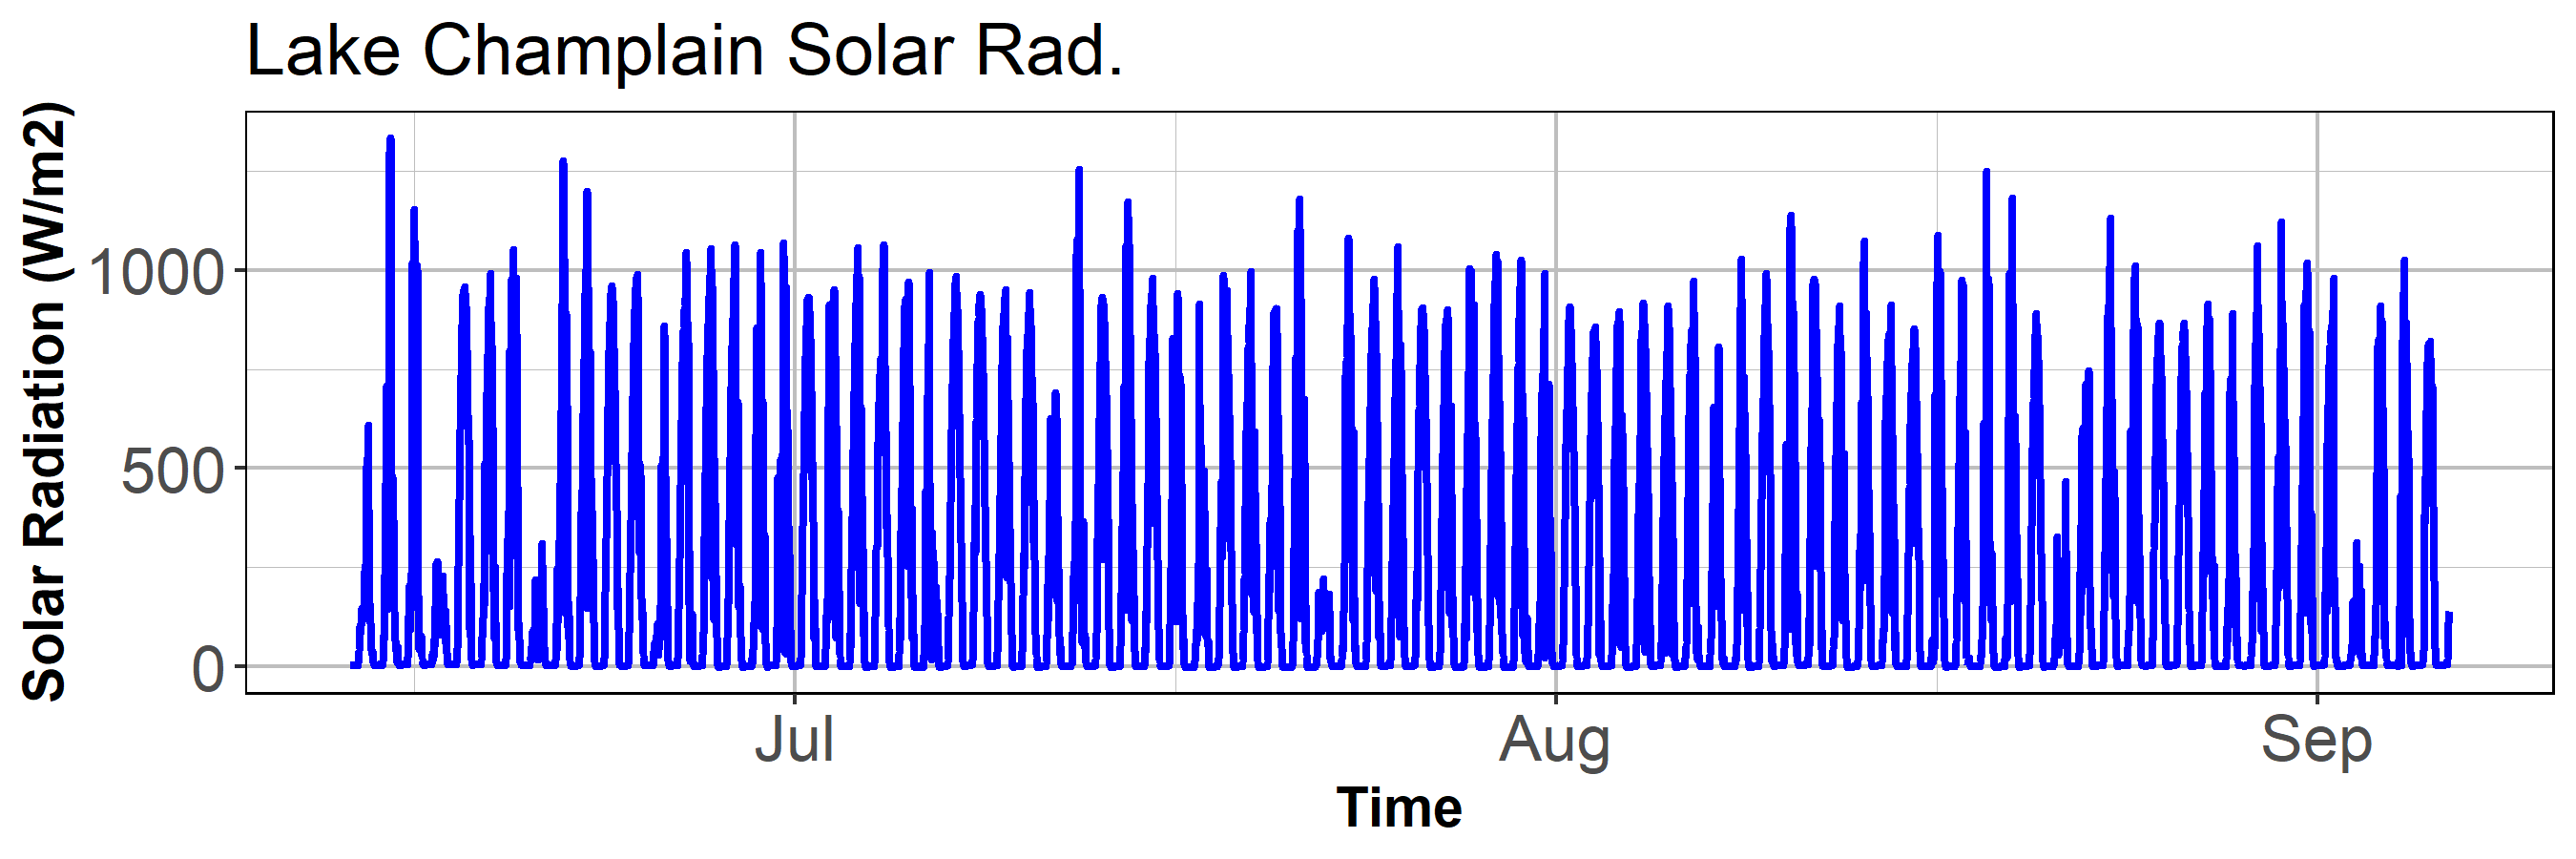 Lake Champlain Solar Rad.
Solar Radiation (W/m2)
1000
500
0
Jul
Aug
Sep
Time